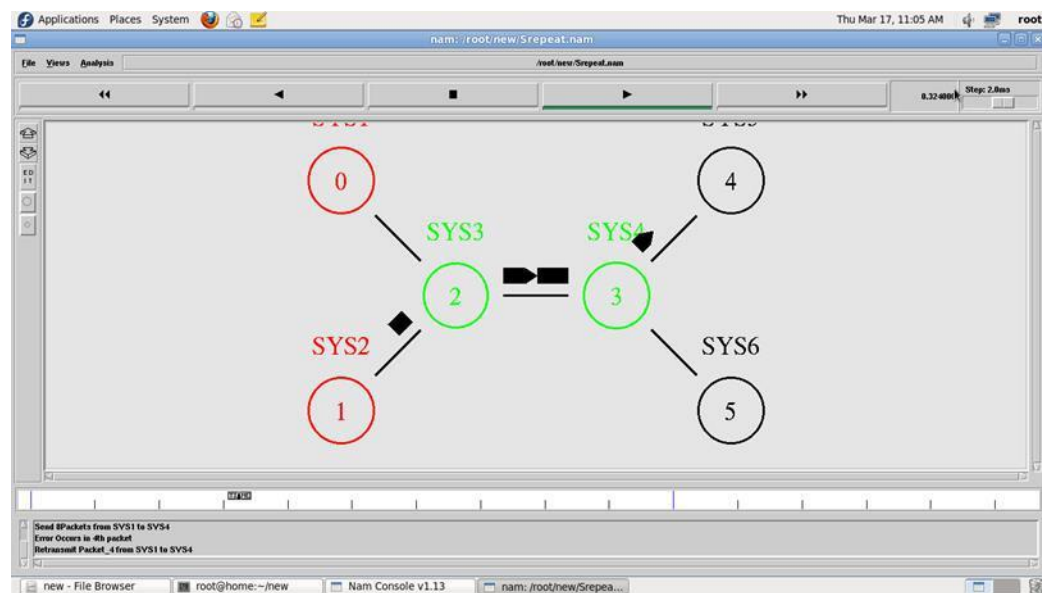 Applications Places System Thu Mar 17, 11:05 AM root
nam: /root/new/Srepeat.nam
File Views Analysis /root/new/Srepeat.nam
Step: 2.0ms
ED
IT
SYS1
0
4
SYS3
SYS4
2
3
SYS2
SYS6
1
5
Send 8Packets from SYS1 to SYS4
Error Occurs in 4th packet
Retransmit Packet_4 from SYS1 to SYS4
new - File Browser root@home:~/new Nam Console v1.13 nam: /root/new/Srepea...